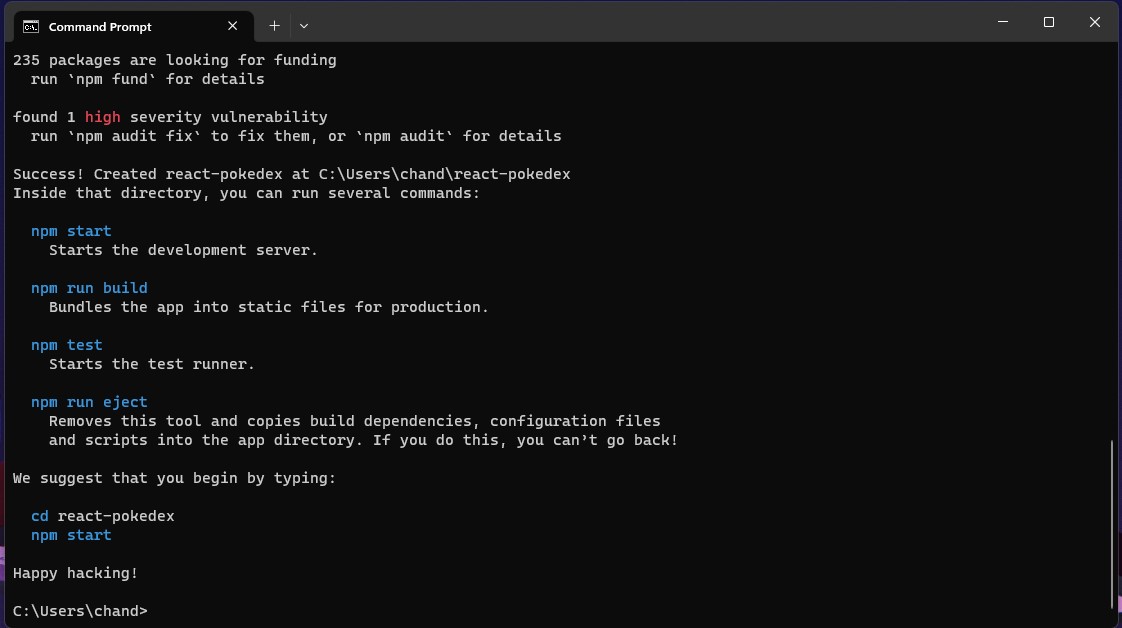 Command Prompt
235 packages are looking for funding
run `npm fund` for details
found 1 high severity vulnerability
run `npm audit fix` to fix them, or `npm audit` for details
Success! Created react-pokedex at C:\Users\chand\react-pokedex
Inside that directory, you can run several commands:
npm start
Starts the development server.
npm run build
Bundles the app into static files for production.
npm test
Starts the test runner.
npm run eject
Removes this tool and copies build dependencies, configuration files
and scripts into the app directory. If you do this, you can’t go back!
We suggest that you begin by typing:
cd react-pokedex
npm start
Happy hacking!
C:\Users\chand>